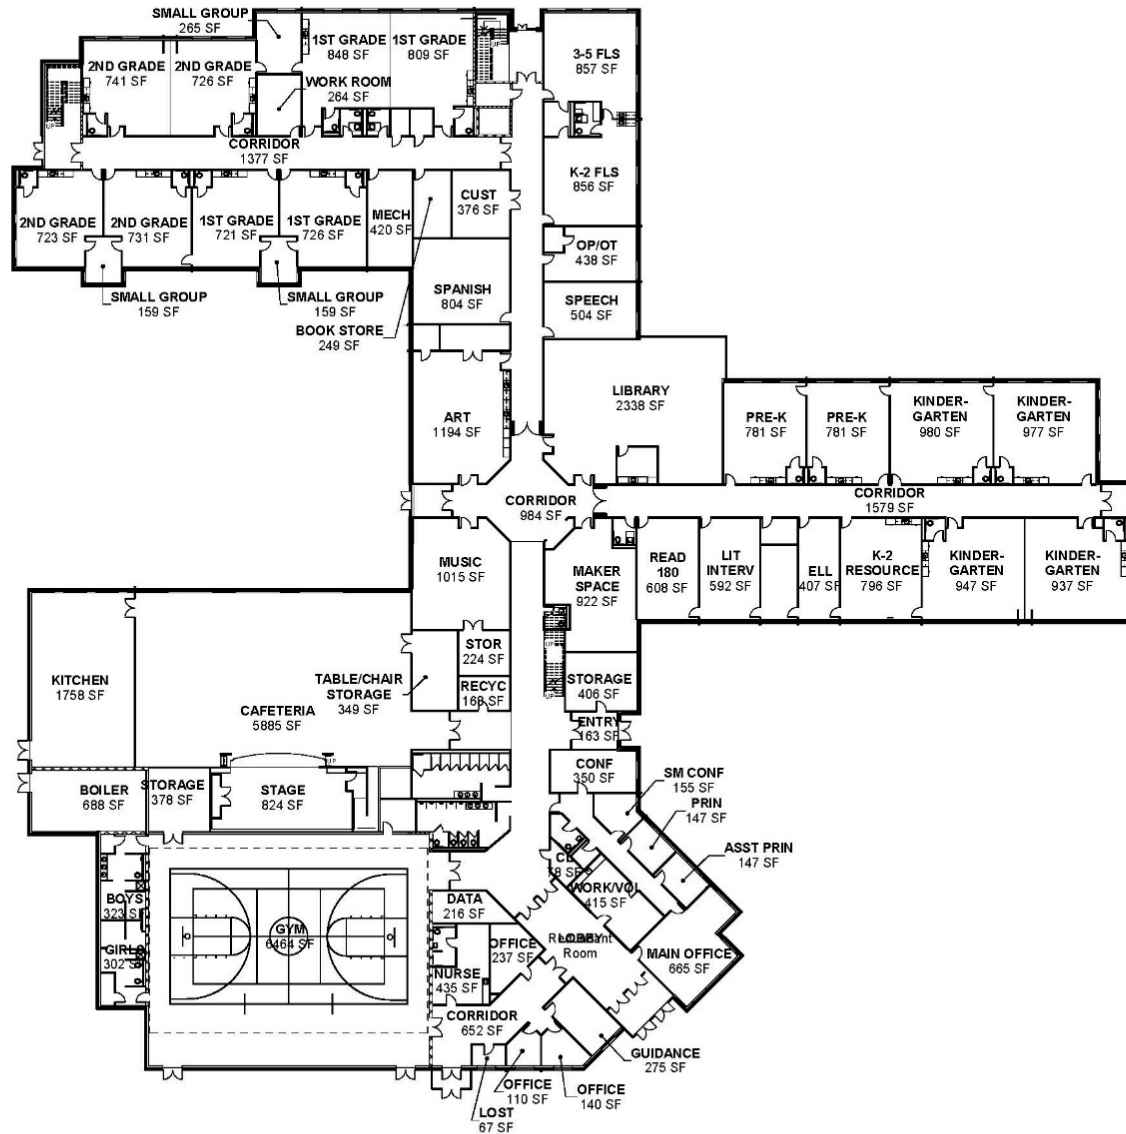 SMALL GROUP
265 SF
1ST GRADE
848 SF
1ST GRADE
809 SF
UP
3-5 FLS
857 SF
2ND GRADE
741 SF
2ND GRADE
726 SF
WORK ROOM
264 SF
CORRIDOR
1377 SF
K-2 FLS
856 SF
2ND GRADE
723 SF
2ND GRADE
731 SF
1ST GRADE
721 SF
1ST GRADE
726 SF
MECH
420 SF
CUST
376 SF
OP/OT
438 SF
SMALL GROUP
159 SF
SMALL GROUP
159 SF
BOOK STORE
249 SF
SPANISH
804 SF
SPEECH
504 SF
LIBRARY
2338 SF
ART
1194 SF
PRE-K
781 SF
PRE-K
781 SF
KINDER-
GARTEN
980 SF
KINDER-
GARTEN
977 SF
CORRIDOR
984 SF
CORRIDOR
1579 SF
MUSIC
1015 SF
MAKER
SPACE
922 SF
READ
180
608 SF
LIT
INTERV
592 SF
ELL
407 SF
K-2
RESOURCE
796 SF
KINDER-
GARTEN
947 SF
KINDER-
GARTEN
937 SF
UP
UP
STOR
224 SF
KITCHEN
1758 SF
CAFETERIA
5885 SF
TABLE/CHAIR
STORAGE
349 SF
RECYC
168 SF
STORAGE
406 SF
ENTRY
163 SF
UP
BOILER
688 SF
STORAGE
378 SF
STAGE
824 SF
CONF
350 SF
SM CONF
155 SF
PRIN
147 SF
ASST PRIN
147 SF
78 SF
WORK/VOL
415 SF
BOYS
323 SF
GIRLS
302 SF
GYM
6464 SF
DATA
216 SF
OFFICE
237 SF
NURSE
435 SF
LOBBY
Room
MAIN OFFICE
665 SF
CORRIDOR
652 SF
GUIDANCE
275 SF
OFFICE
110 SF
OFFICE
140 SF
LOST
67 SF